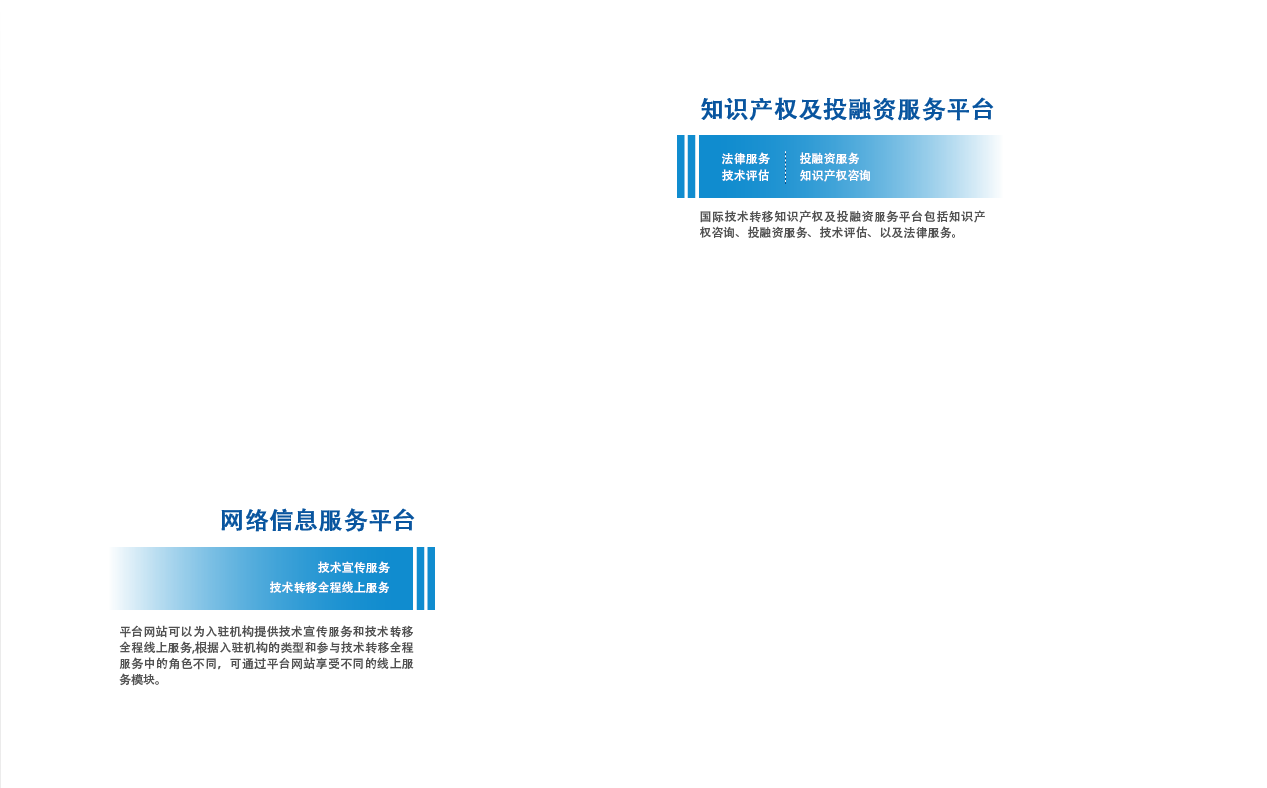 知识产权及投融资服务平台
法律服务 投融资服务
技术评估 知识产权咨询
国际技术转移知识产权及投融资服务平台包括知识产
权咨询、投融资服务、技术评估、以及法律服务。
网络信息服务平台
技术宣传服务
技术转移全程线上服务
平台网站可以为入驻机构提供技术宣传服务和技术转移
全程线上服务,根据入驻机构的类型和参与技术转移全程
服务中的角色不同，可通过平台网站享受不同的线上服
务模块。